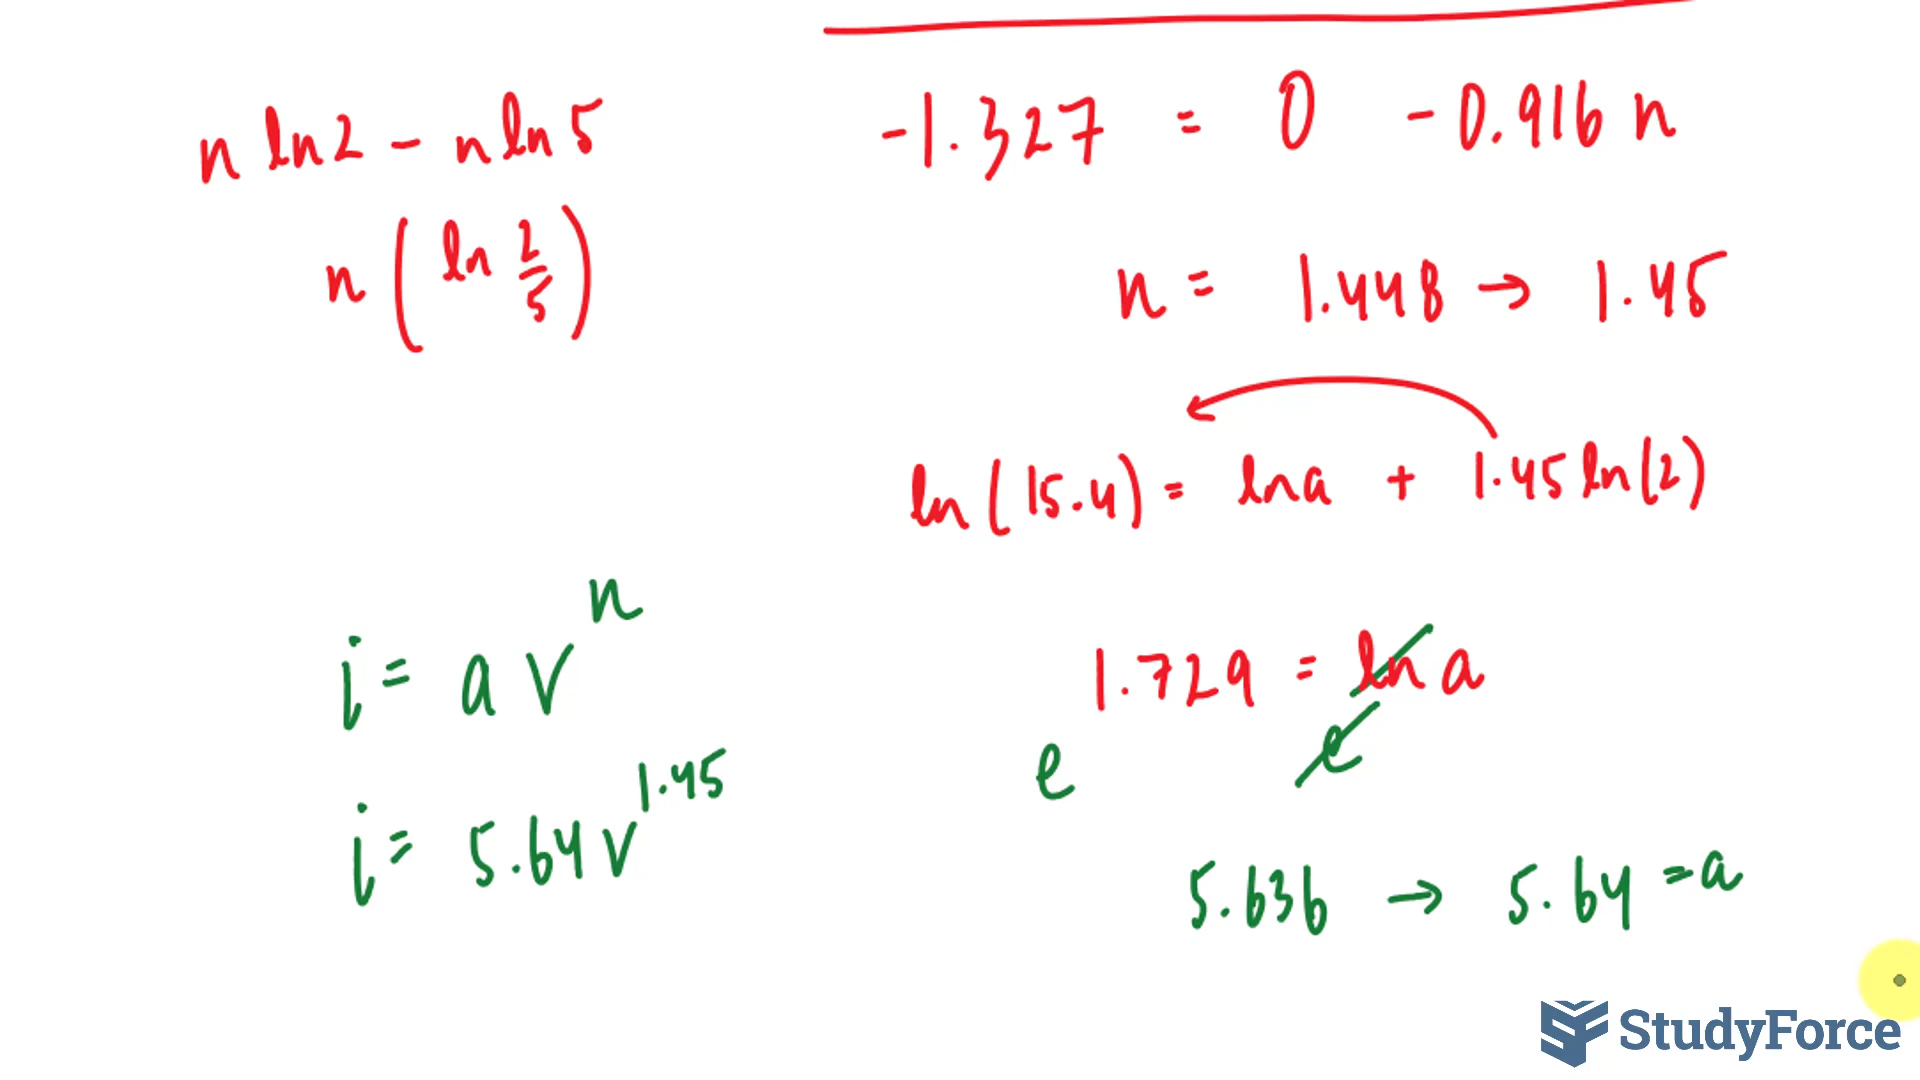 n ln2 - n ln5
n ( ln 2/5 )
-1.327 = 0 -0.916 n
n = 1.448 → 1.45
ln (15.4) = ln a + 1.45 ln(2)
1.729 = ln a
e e
5.636 → 5.64 = a
i = a v^n
i = 5.64 v^1.45
StudyForce